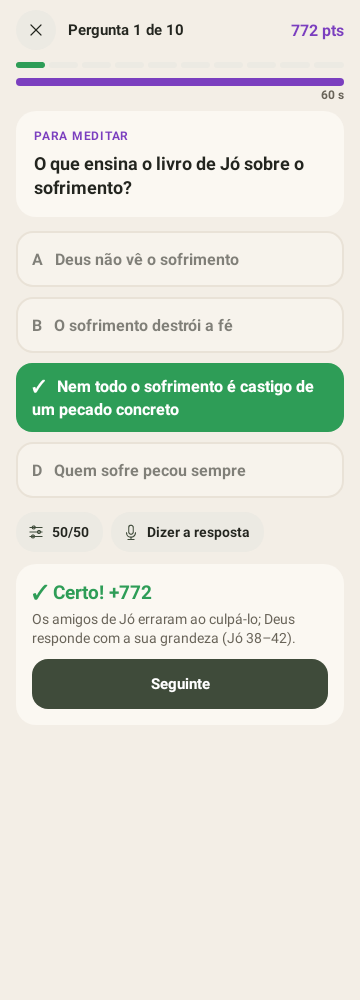 Pergunta 1 de 10
772 pts
60 s
PARA MEDITAR
O que ensina o livro de Jó sobre o
sofrimento?
A Deus não vê o sofrimento
B O sofrimento destrói a fé
✓ Nem todo o sofrimento é castigo de
um pecado concreto
D Quem sofre pecou sempre
50/50
Dizer a resposta
✓ Certo! +772
Os amigos de Jó erraram ao culpá-lo; Deus
responde com a sua grandeza (Jó 38–42).
Seguinte